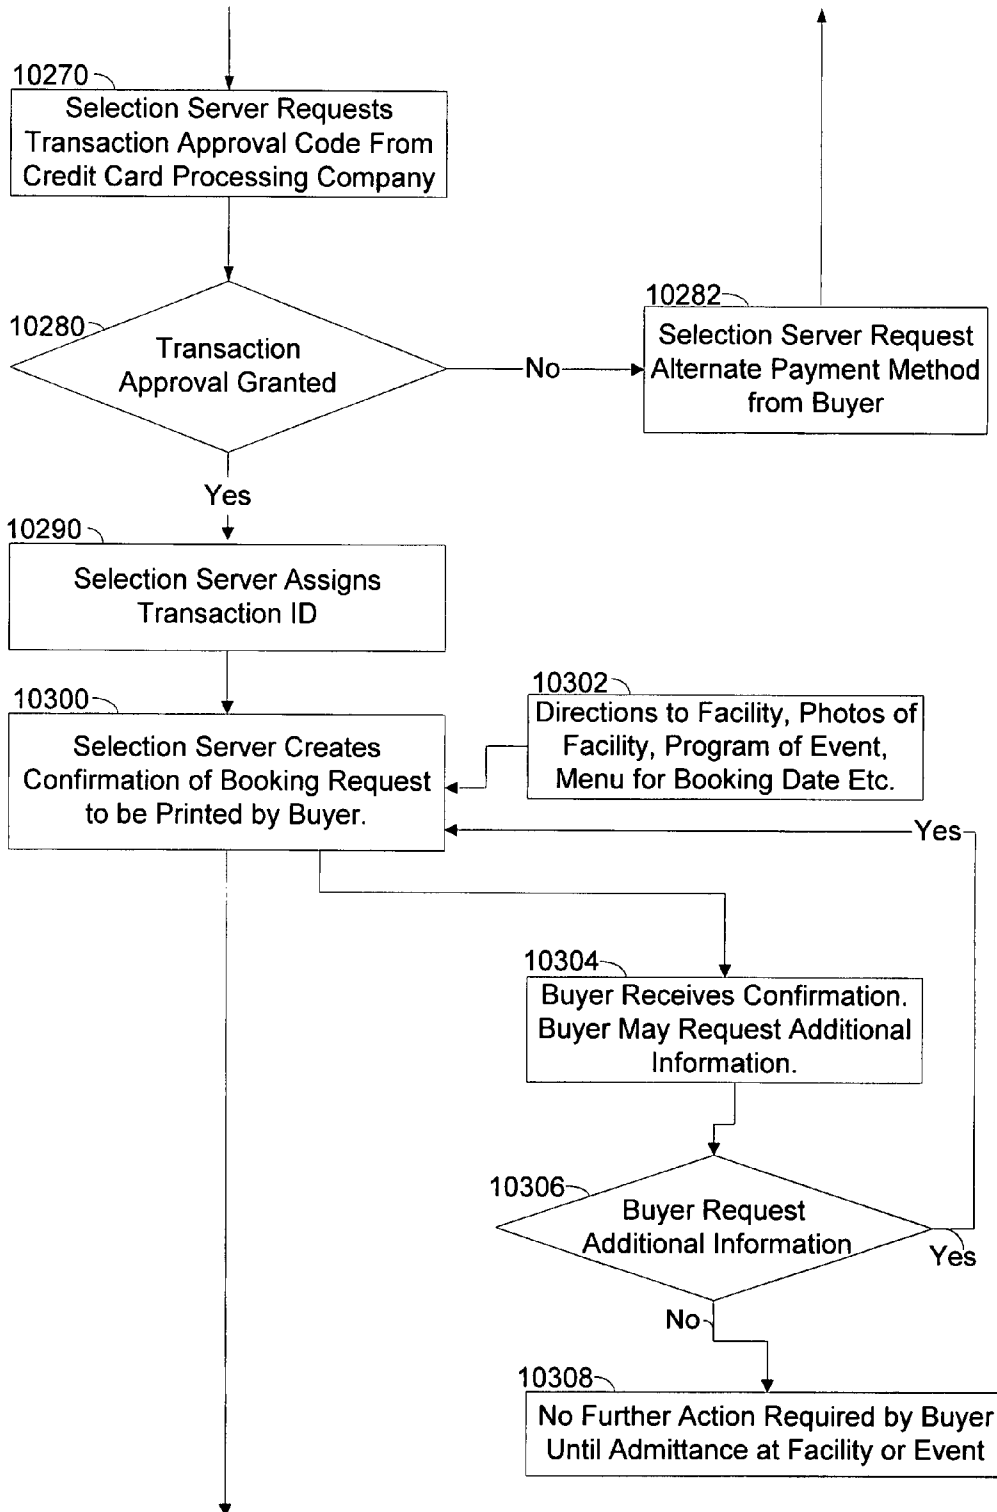 10270
Selection Server Requests
Transaction Approval Code From
Credit Card Processing Company
10280
Transaction
Approval Granted
No
10282
Selection Server Request
Alternate Payment Method
from Buyer
Yes
10290
Selection Server Assigns
Transaction ID
10300
Selection Server Creates
Confirmation of Booking Request
to be Printed by Buyer.
10302
Directions to Facility, Photos of
Facility, Program of Event,
Menu for Booking Date Etc.
Yes
10304
Buyer Receives Confirmation.
Buyer May Request Additional
Information.
10306
Buyer Request
Additional Information
Yes
No
10308
No Further Action Required by Buyer
Until Admittance at Facility or Event